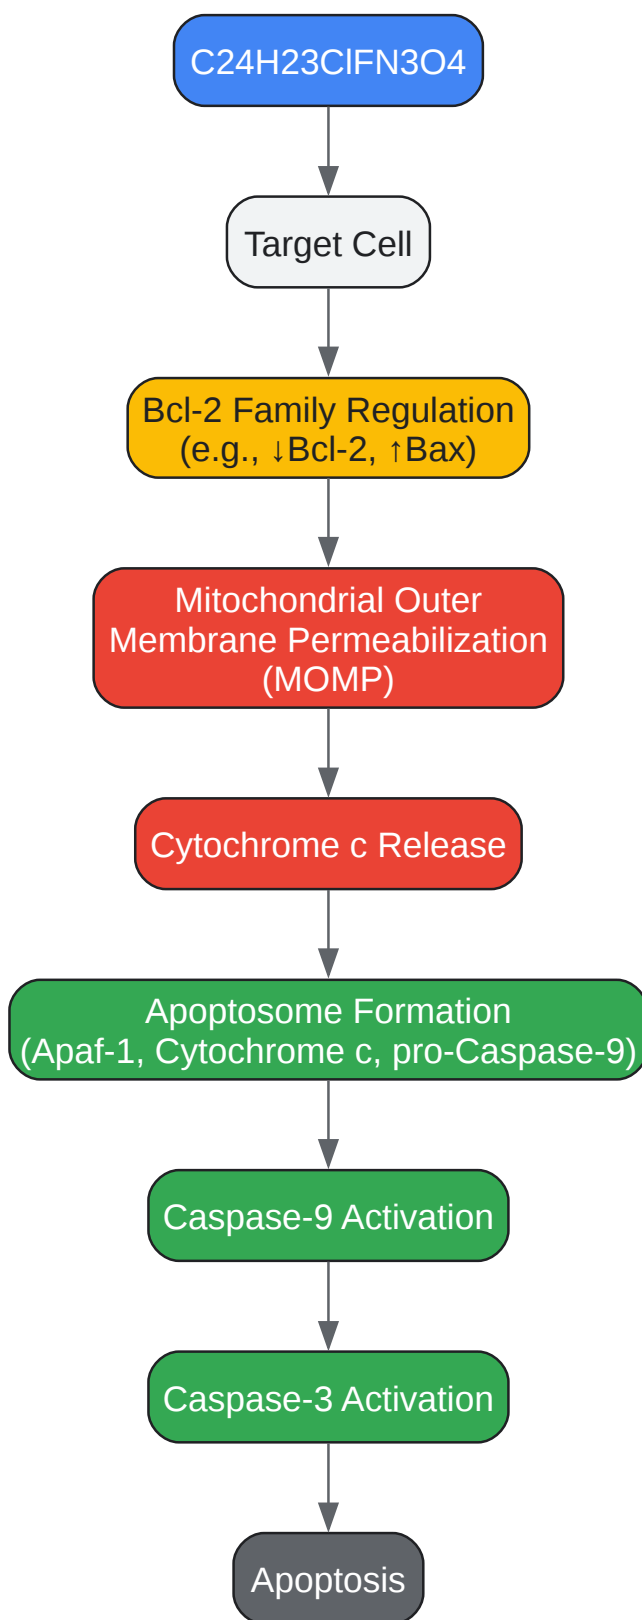 C24H23ClFN3O4
Target Cell
Bcl-2 Family Regulation
(e.g., ↓Bcl-2, ↑Bax)
Mitochondrial Outer
Membrane Permeabilization
(MOMP)
Cytochrome c Release
Apoptosome Formation
(Apaf-1, Cytochrome c, pro-Caspase-9)
Caspase-9 Activation
Caspase-3 Activation
Apoptosis